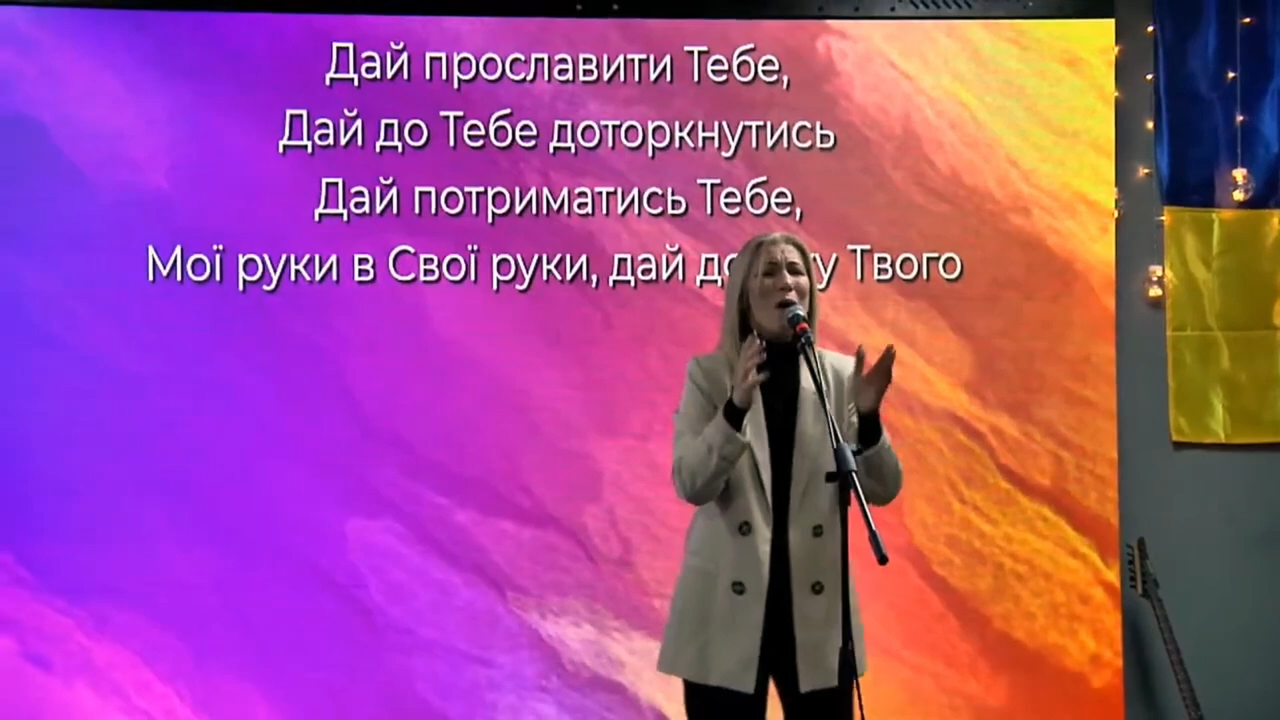 Дай прославити Тебе,
Дай до Тебе доторкнутись
Дай потриматись Тебе,
Мої руки в Свої руки, дай Твого